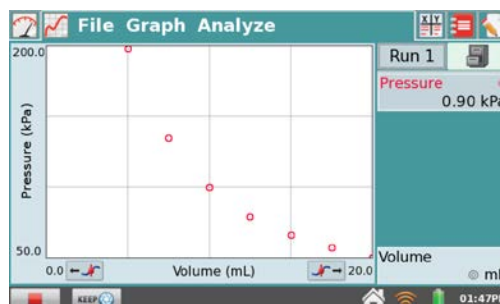 File Graph Analyze
X Y
Run 1
200.0
Pressure
0.90 kPa
Pressure (kPa)
50.0
0.0
Volume (mL)
20.0
Volume
KEEP
01:47